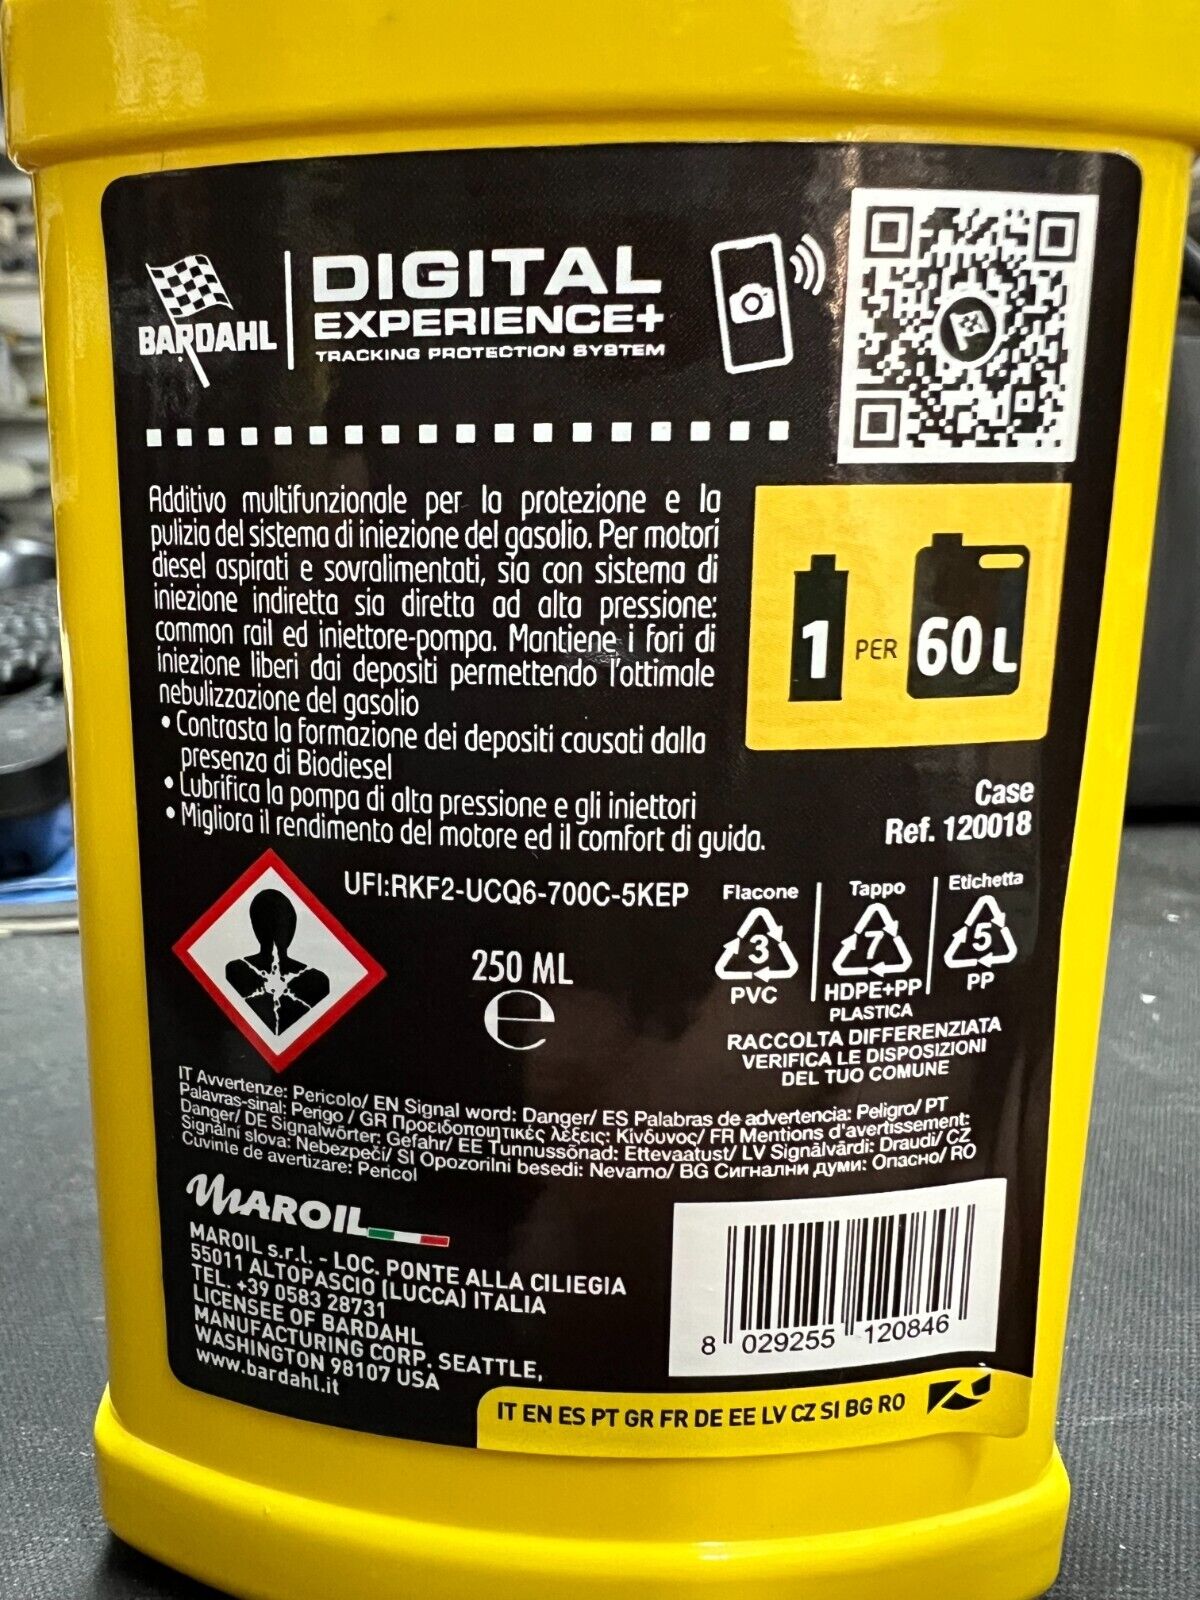 BARDAHL
DIGITAL
EXPERIENCE+
TRACKING PROTECTION SYSTEM
Additivo multifunzionale per la protezione e la
pulizia del sistema di iniezione del gasolio. Per motori
diesel aspirati e sovralimentati, sia con sistema di
iniezione indiretta sia diretta ad alta pressione:
common rail ed iniettore-pompa. Mantiene i fori di
iniezione liberi dai depositi permettendo l'ottimale
nebulizzazione del gasolio
• Contrasta la formazione dei depositi causati dalla
presenza di Biodiesel
• Lubrifica la pompa di alta pressione e gli iniettori
• Migliora il rendimento del motore ed il comfort di guida.
1 PER 60 L
Case
Ref. 120018
UFI:RKF2-UCQ6-700C-5KEP
250 ML
e
Flacone
3
PVC
Tappo
7
HDPE+PP
Etichetta
5
PP
PLASTICA
RACCOLTA DIFFERENZIATA
VERIFICA LE DISPOSIZIONI
DEL TUO COMUNE
IT Avvertenze: Pericolo/ EN Signal word: Danger/ ES Palabras de advertencia: Peligro/ PT
Palavras-sinal: Perigo / GR Προειδοποιητικές λέξεις: Κίνδυνος/ FR Mentions d'avertissement:
Danger/ DE Signalwörter: Gefahr/ EE Tunnussõnad: Ettevaatust/ LV Signālvārdi: Draudi/ CZ
Signální slova: Nebezpečí/ SI Opozorilni besedi: Nevarno/ BG Сигнални думи: Опасно/ RO
Cuvinte de avertizare: Pericol
MAROIL
MAROIL s.r.l. - LOC. PONTE ALLA CILIEGIA
55011 ALTOPASCIO (LUCCA) ITALIA
TEL. +39 0583 28731
LICENSEE OF BARDAHL
MANUFACTURING CORP. SEATTLE,
WASHINGTON 98107 USA
www.bardahl.it
8 029255 120846
IT EN ES PT GR FR DE EE LV CZ SI BG RO